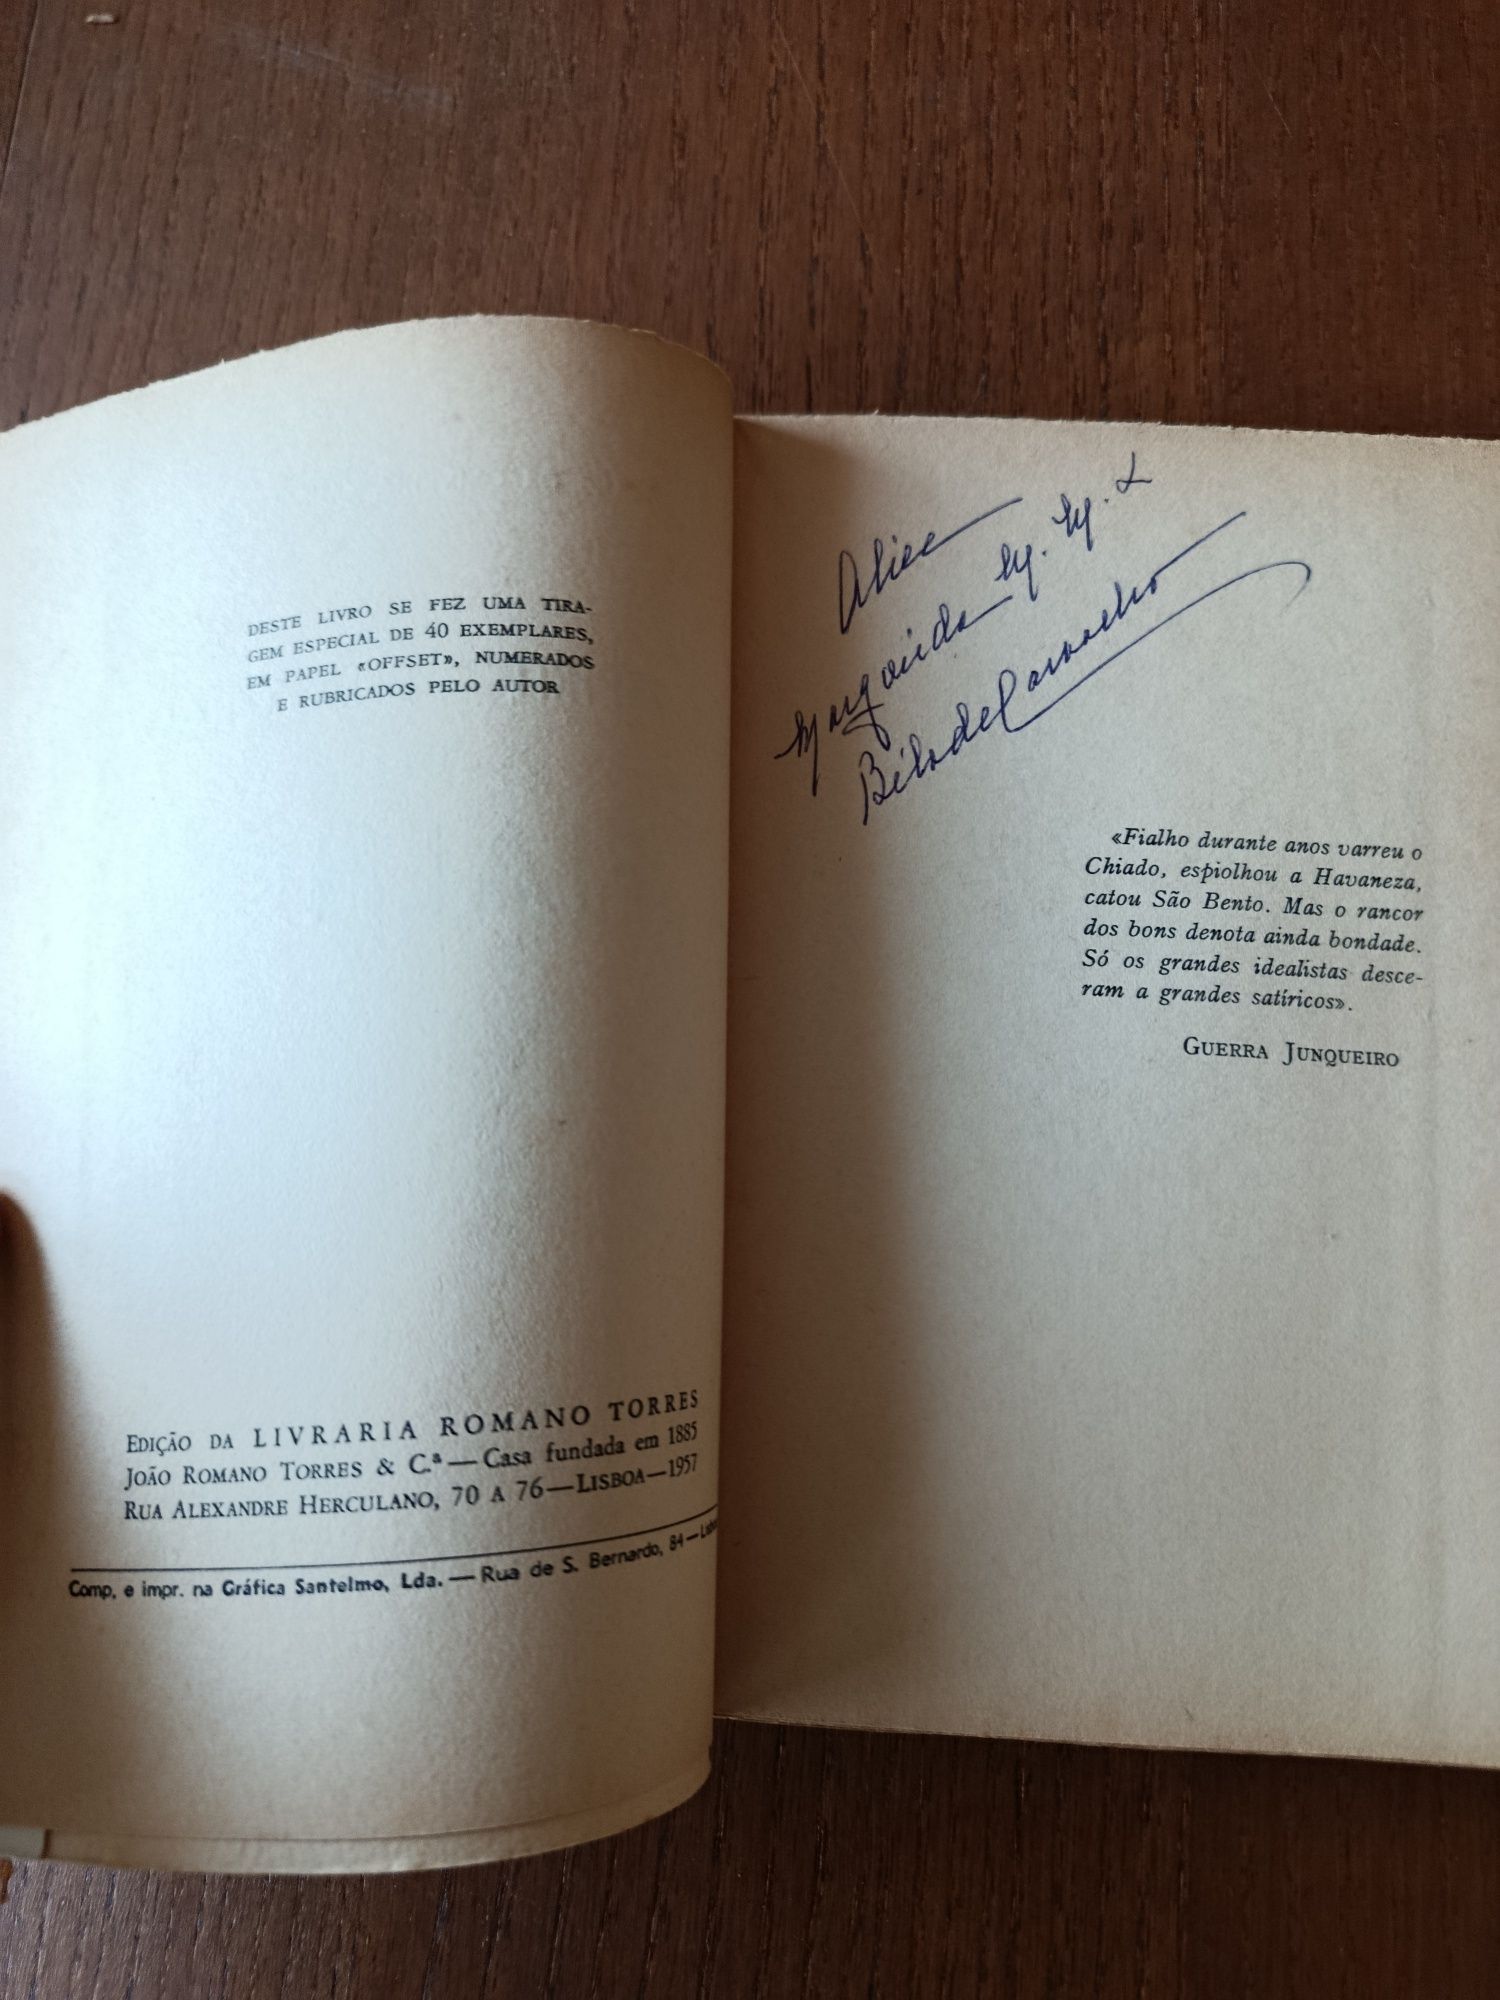 DESTE LIVRO SE FEZ UMA TIRA-
GEM ESPECIAL DE 40 EXEMPLARES,
EM PAPEL «OFFSET», NUMERADOS
E RUBRICADOS PELO AUTOR
EDIÇÃO DA LIVRARIA ROMANO TORRES
JOÃO ROMANO TORRES & C.ª — Casa fundada em 1885
RUA ALEXANDRE HERCULANO, 70 A 76 — LISBOA — 1957
Comp. e impr. na Gráfica Santelmo, Lda. — Rua de S. Bernardo, 84 —
Alice
Margarida M. M. L
de Carvalho
«Fialho durante anos varreu o
Chiado, espiolhou a Havaneza,
catou São Bento. Mas o rancor
dos bons denota ainda bondade.
Só os grandes idealistas desce-
ram a grandes satíricos».
GUERRA JUNQUEIRO